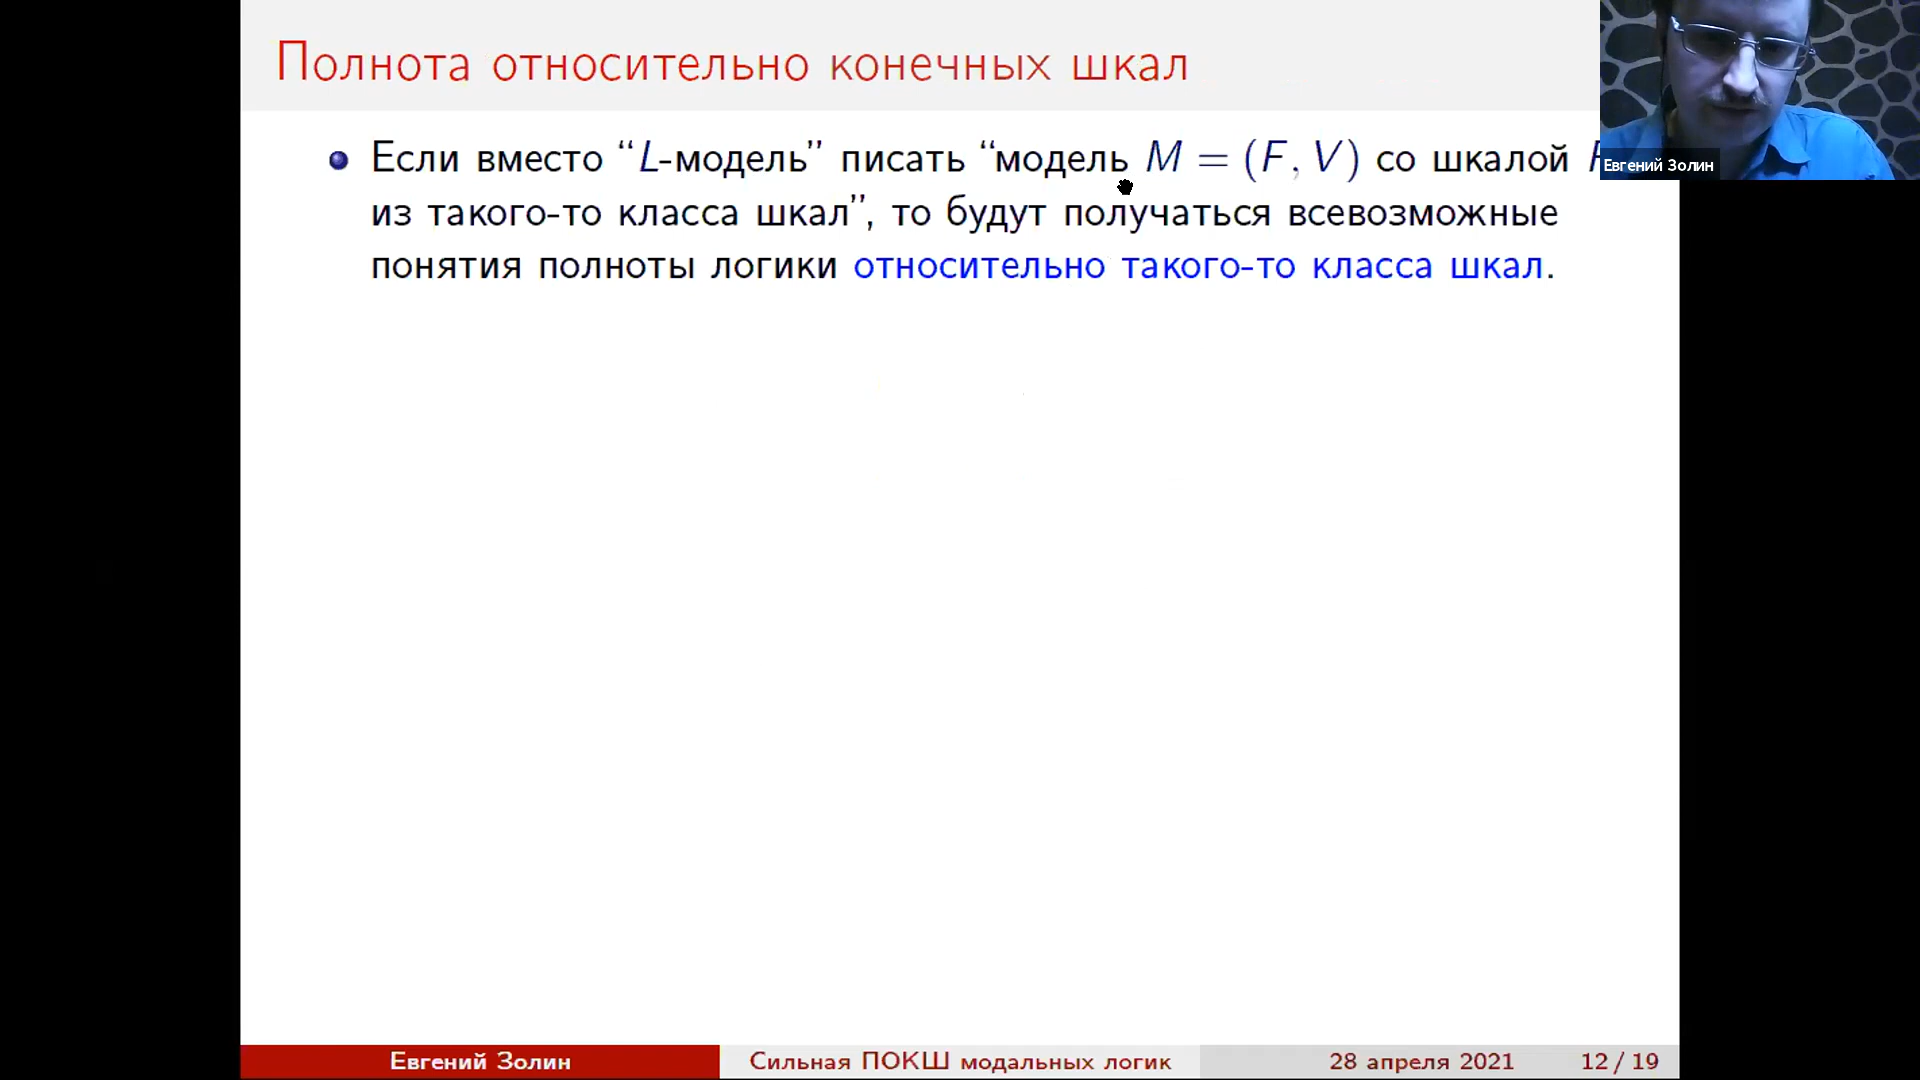 Полнота относительно конечных шкал
Если вместо “L-модель” писать “модель M = (F, V) со шкалой
из такого-то класса шкал”, то будут получаться всевозможные
понятия полноты логики относительно такого-то класса шкал.
Евгений Золин
Евгений Золин Сильная ПОКШ модальных логик 28 апреля 2021 12 / 19